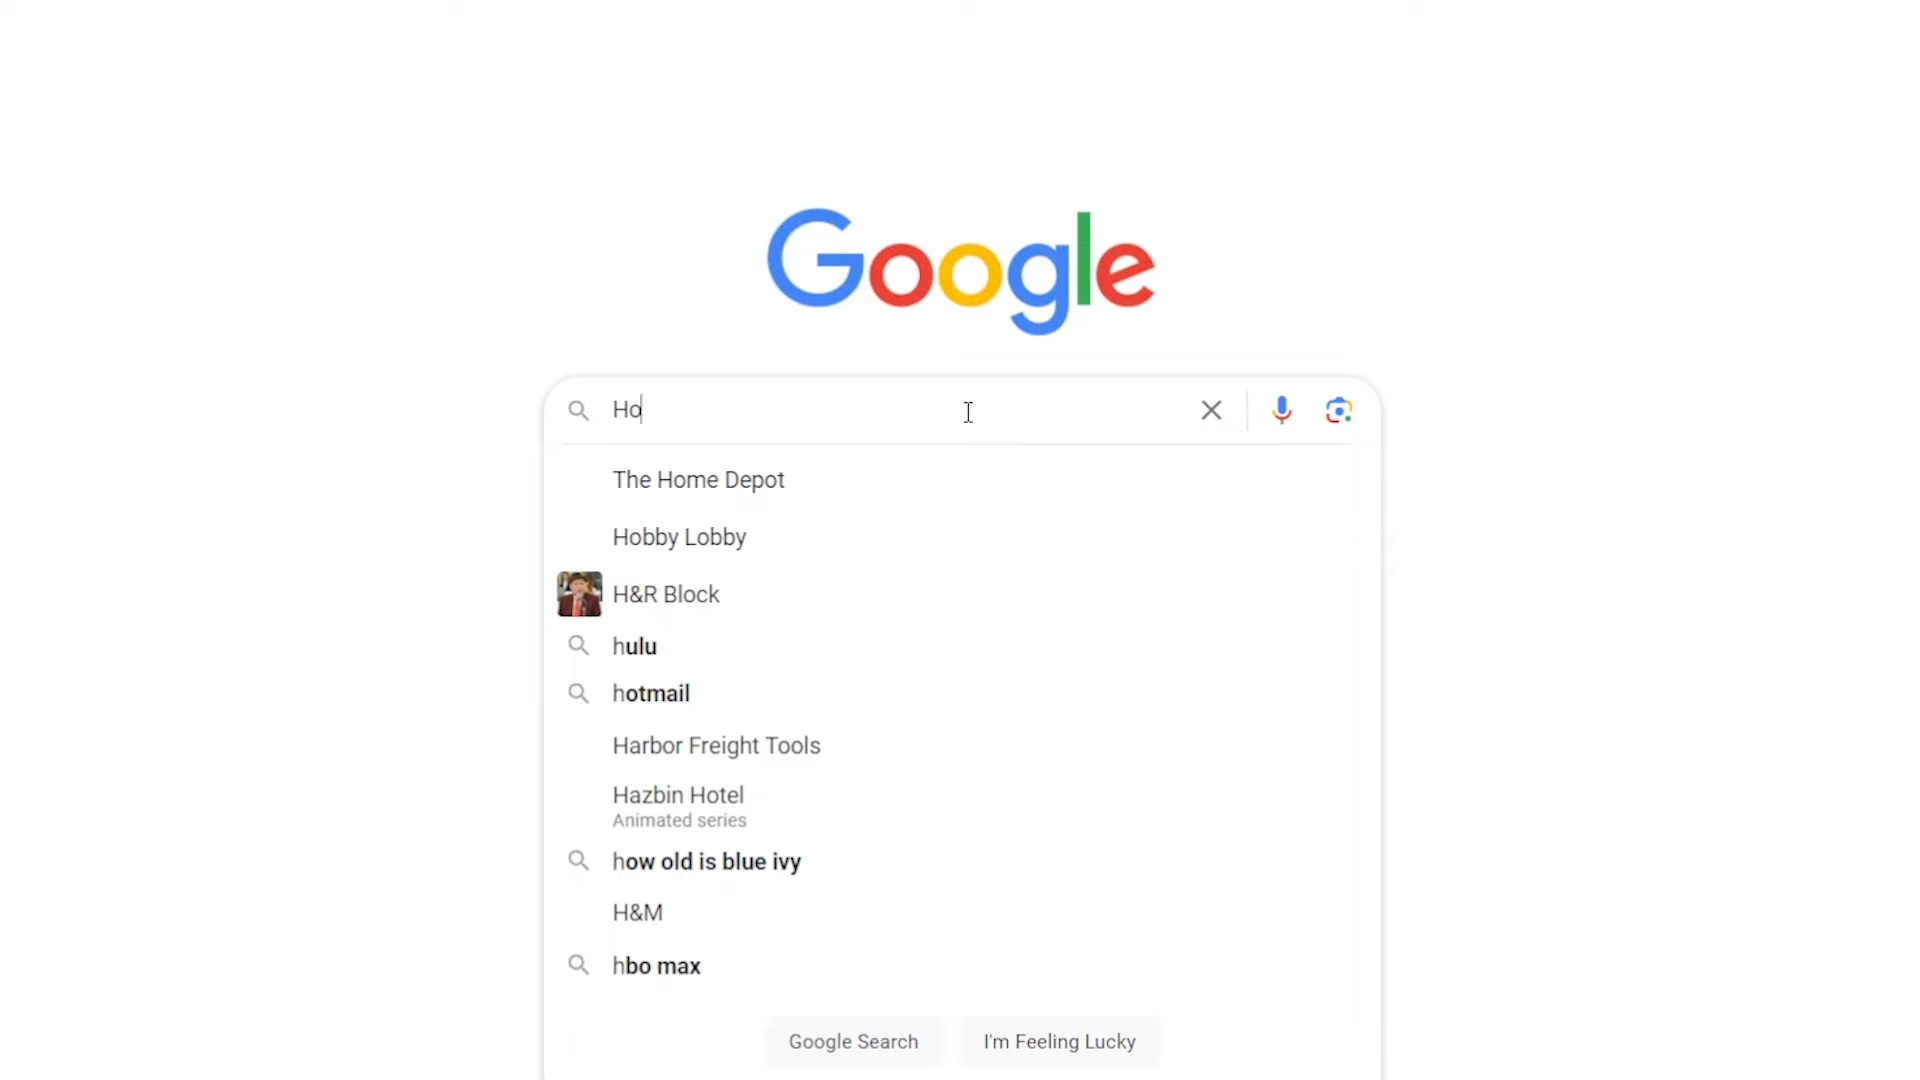 Google
Ho
The Home Depot
Hobby Lobby
H&R Block
hulu
hotmail
Harbor Freight Tools
Hazbin Hotel
Animated series
how old is blue ivy
H&M
hbo max
Google Search
I'm Feeling Lucky